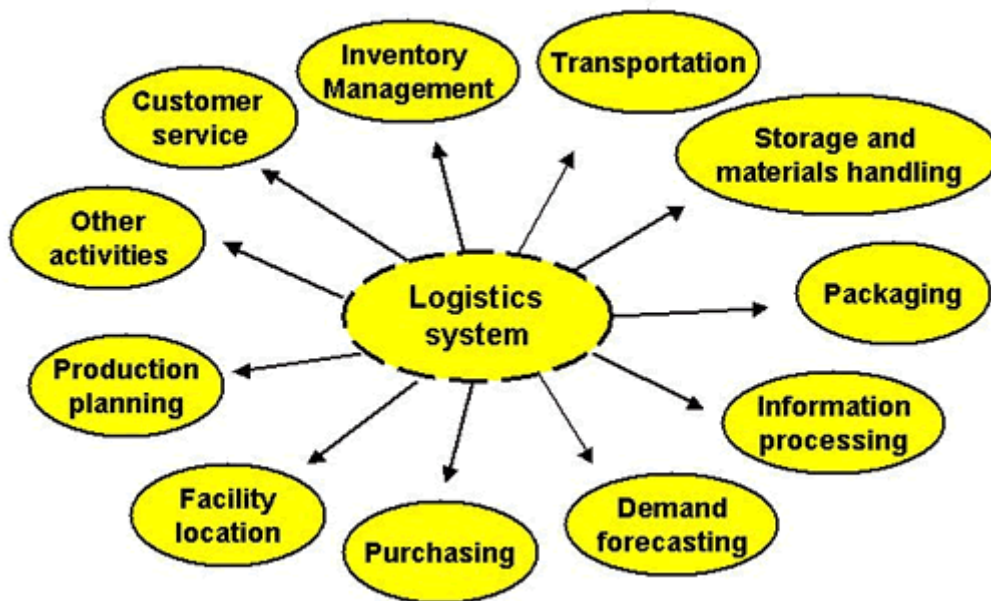 Inventory
Management
Transportation
Customer
service
Storage and
materials handling
Other
activities
Logistics
system
Packaging
Production
planning
Information
processing
Facility
location
Purchasing
Demand
forecasting